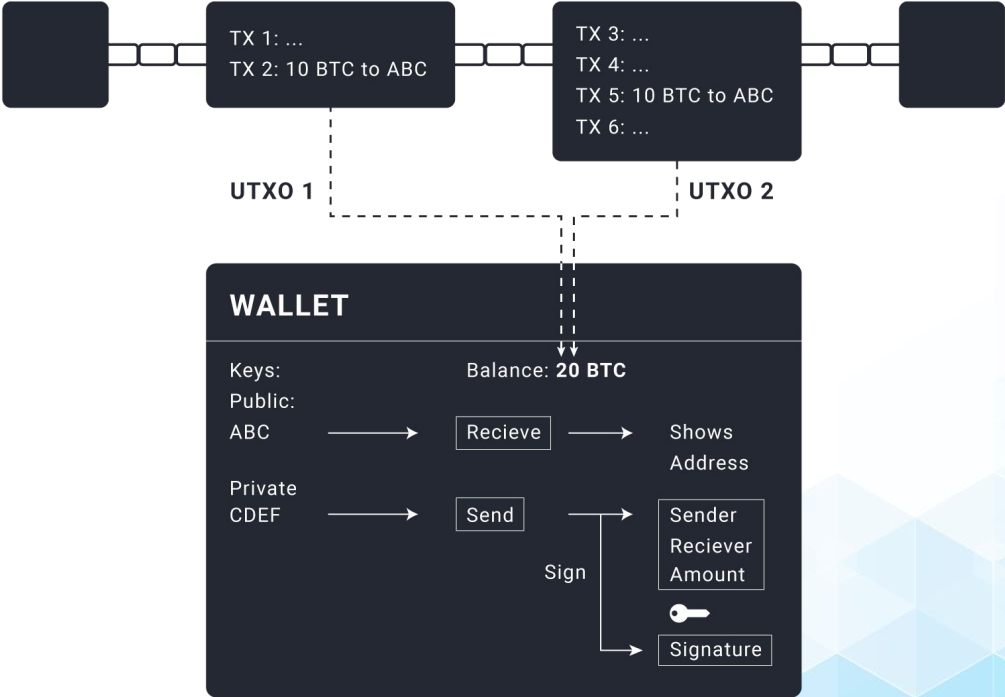 TX 1: ...
TX 2: 10 BTC to ABC
TX 3: ...
TX 4: ...
TX 5: 10 BTC to ABC
TX 6: ...
UTXO 1
UTXO 2
WALLET
Keys:
Balance: 20 BTC
Public:
ABC
Recieve
Shows
Address
Private
CDEF
Send
Sender
Reciever
Amount
Sign
Signature